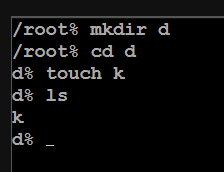 /root% mkdir d
/root% cd d
d% touch k
d% ls
k
d% _